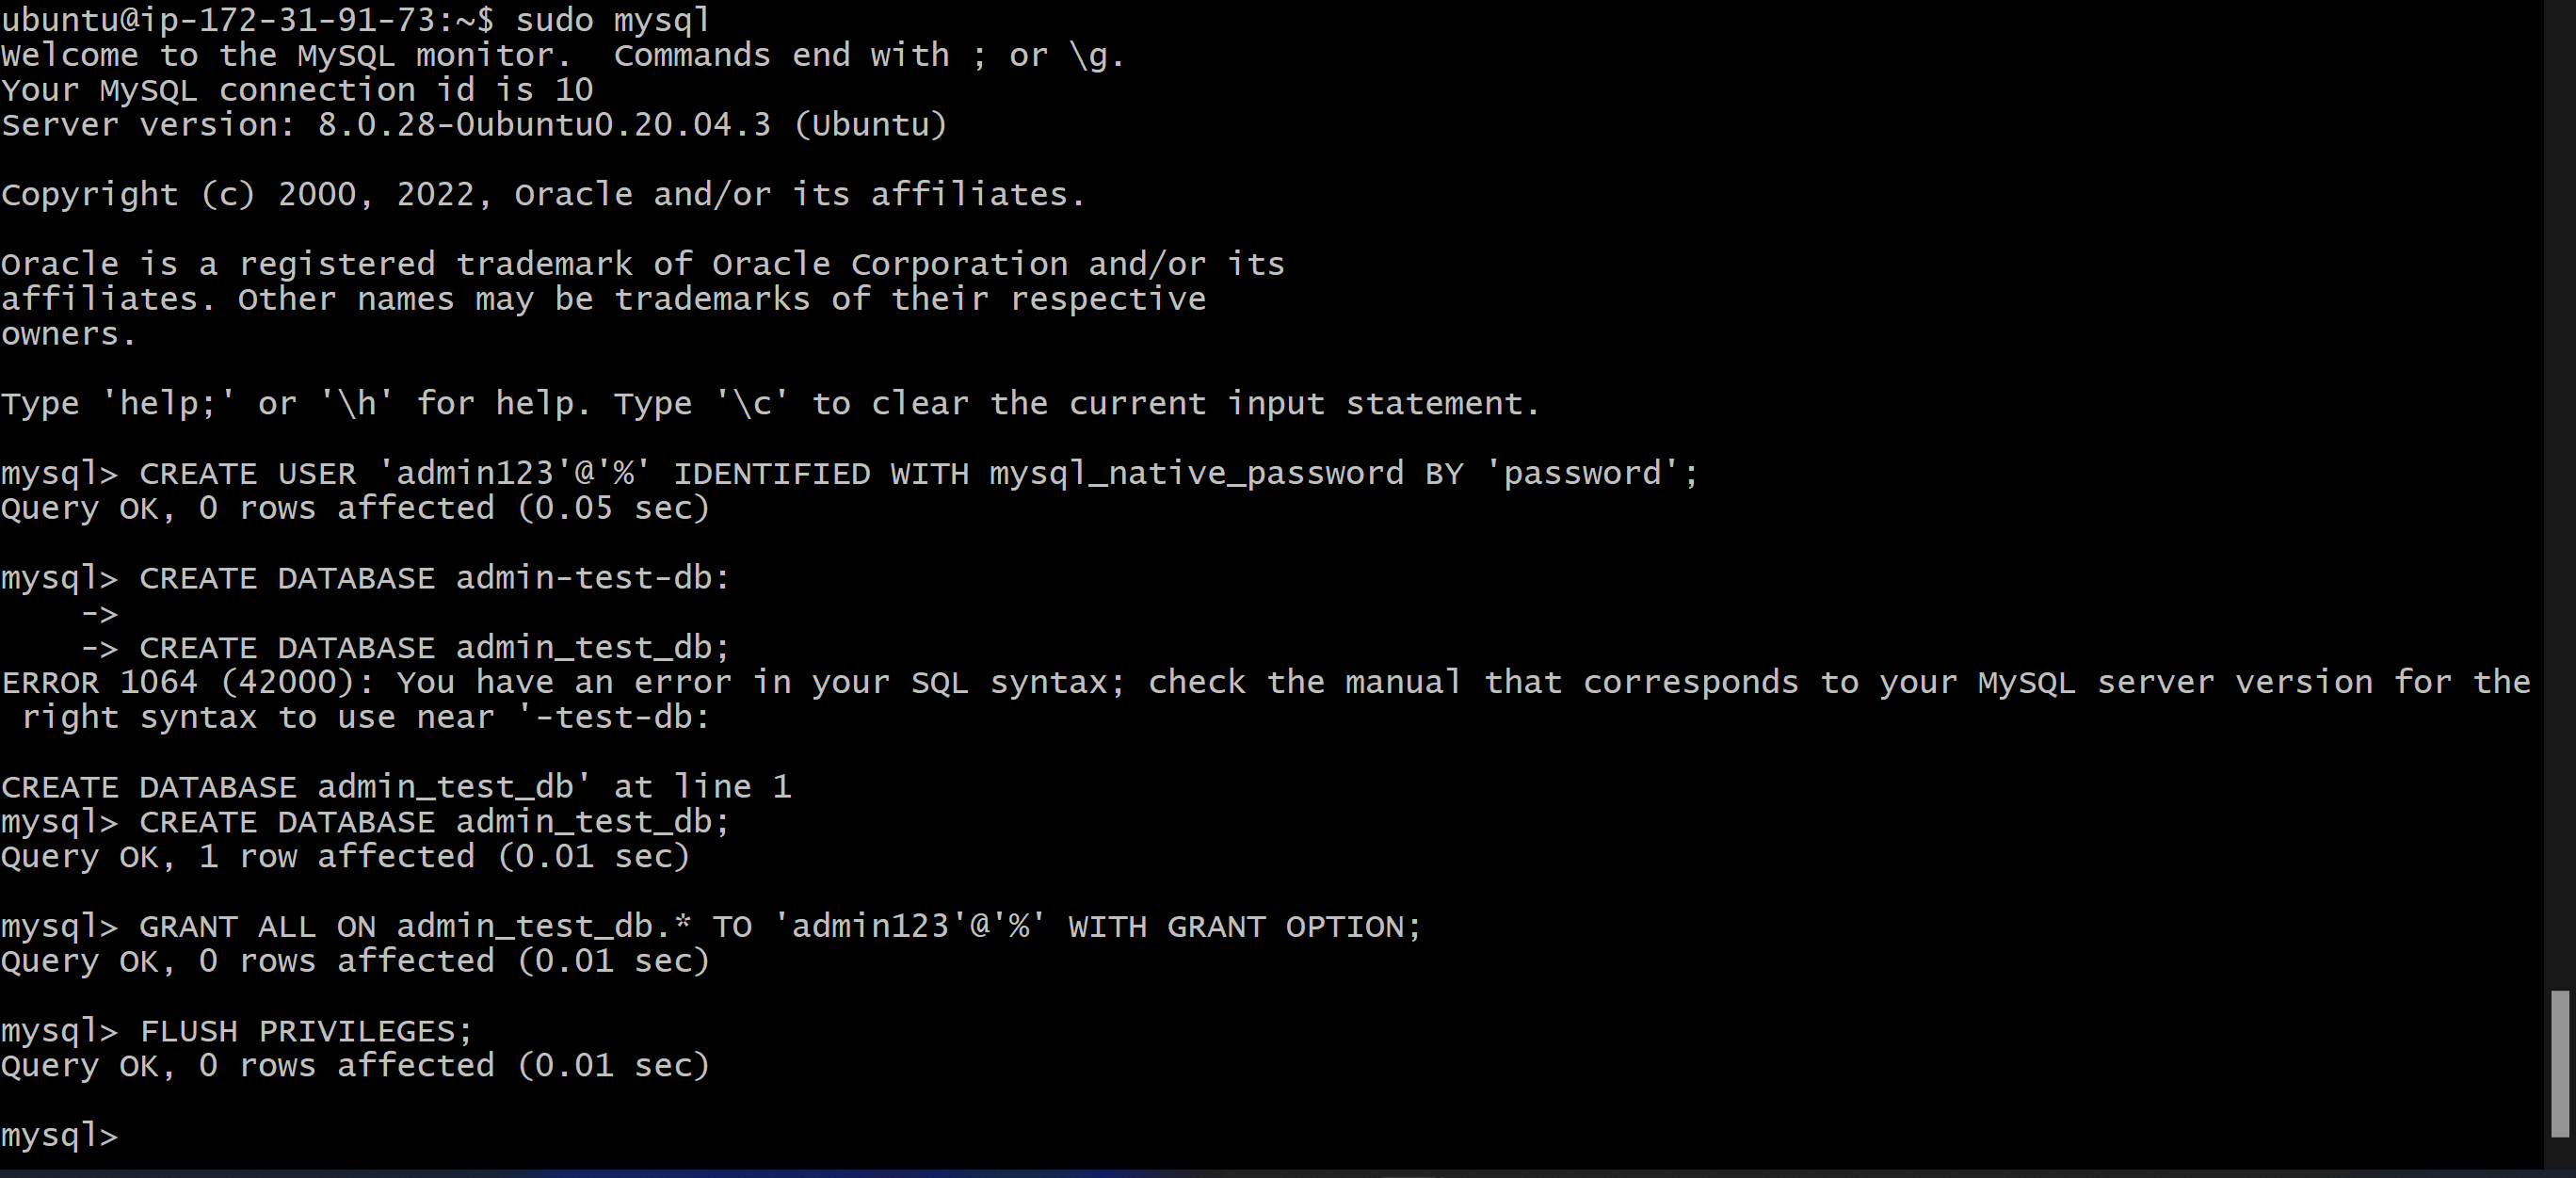 ubuntu@ip-172-31-91-73:~$ sudo mysql
Welcome to the MySQL monitor.  Commands end with ; or \g.
Your MySQL connection id is 10
Server version: 8.0.28-0ubuntu0.20.04.3 (Ubuntu)
Copyright (c) 2000, 2022, Oracle and/or its affiliates.
Oracle is a registered trademark of Oracle Corporation and/or its
affiliates. Other names may be trademarks of their respective
owners.
Type 'help;' or '\h' for help. Type '\c' to clear the current input statement.
mysql> CREATE USER 'admin123'@'%' IDENTIFIED WITH mysql_native_password BY 'password';
Query OK, 0 rows affected (0.05 sec)
mysql> CREATE DATABASE admin-test-db:
    ->
    -> CREATE DATABASE admin_test_db;
ERROR 1064 (42000): You have an error in your SQL syntax; check the manual that corresponds to your MySQL server version for the
 right syntax to use near '-test-db:
CREATE DATABASE admin_test_db' at line 1
mysql> CREATE DATABASE admin_test_db;
Query OK, 1 row affected (0.01 sec)
mysql> GRANT ALL ON admin_test_db.* TO 'admin123'@'%' WITH GRANT OPTION;
Query OK, 0 rows affected (0.01 sec)
mysql> FLUSH PRIVILEGES;
Query OK, 0 rows affected (0.01 sec)
mysql>